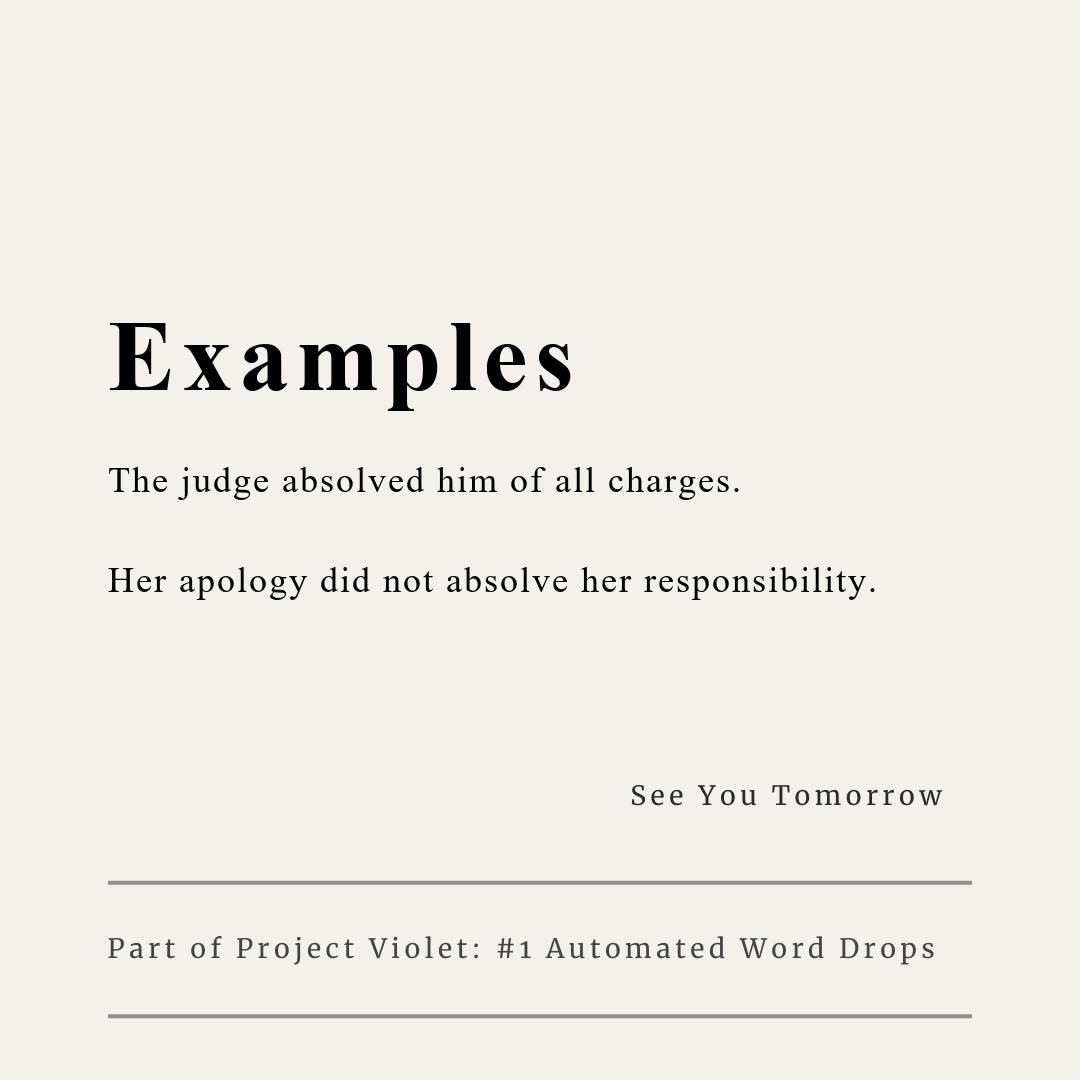 Examples
The judge absolved him of all charges.
Her apology did not absolve her responsibility.
See You Tomorrow
Part of Project Violet: #1 Automated Word Drops